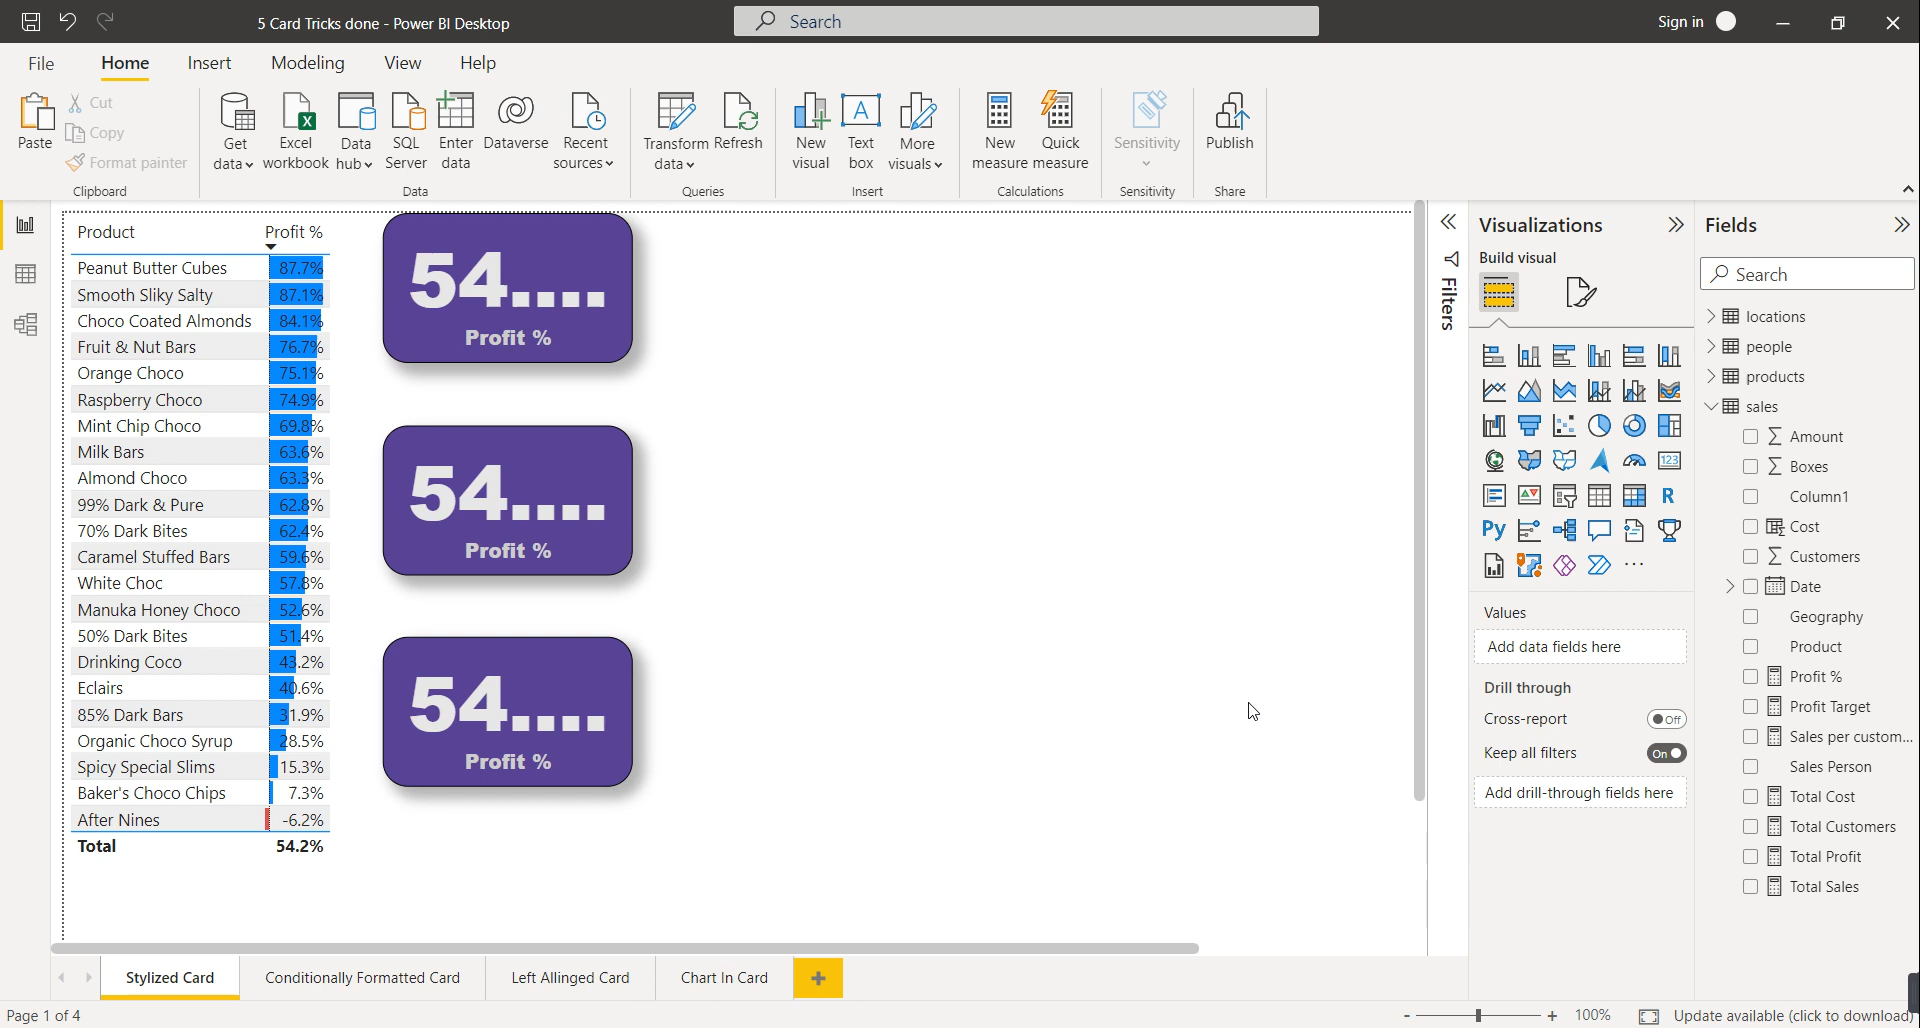 5 Card Tricks done - Power BI Desktop
Search
Sign in
File
Home
Insert
Modeling
View
Help
Paste
Cut
Copy
Format painter
Clipboard
Get data
Excel workbook
Data hub
SQL Server
Enter data
Dataverse
Recent sources
Data
Transform data
Refresh
Queries
New visual
Text box
A
More visuals
Insert
New measure
Quick measure
Calculations
Sensitivity
Sensitivity
Publish
Share
Product Profit %
Peanut Butter Cubes 87.7%
Smooth Sliky Salty 87.1%
Choco Coated Almonds 84.1%
Fruit & Nut Bars 76.7%
Orange Choco 75.1%
Raspberry Choco 74.9%
Mint Chip Choco 69.8%
Milk Bars 63.6%
Almond Choco 63.3%
99% Dark & Pure 62.8%
70% Dark Bites 62.4%
Caramel Stuffed Bars 59.6%
White Choc 57.8%
Manuka Honey Choco 52.6%
50% Dark Bites 51.4%
Drinking Coco 43.2%
Eclairs 40.6%
85% Dark Bars 31.9%
Organic Choco Syrup 28.5%
Spicy Special Slims 15.3%
Baker's Choco Chips 7.3%
After Nines -6.2%
Total 54.2%
54....
Profit %
54....
Profit %
54....
Profit %
Filters
Visualizations
Build visual
123
R
Py
Values
Add data fields here
Drill through
Cross-report Off
Keep all filters On
Add drill-through fields here
Fields
Search
locations
people
products
sales
Amount
Boxes
Column1
Cost
Customers
Date
Geography
Product
Profit %
Profit Target
Sales per custom...
Sales Person
Total Cost
Total Customers
Total Profit
Total Sales
Stylized Card
Conditionally Formatted Card
Left Allinged Card
Chart In Card
Page 1 of 4
- + 100%
Update available (click to download)